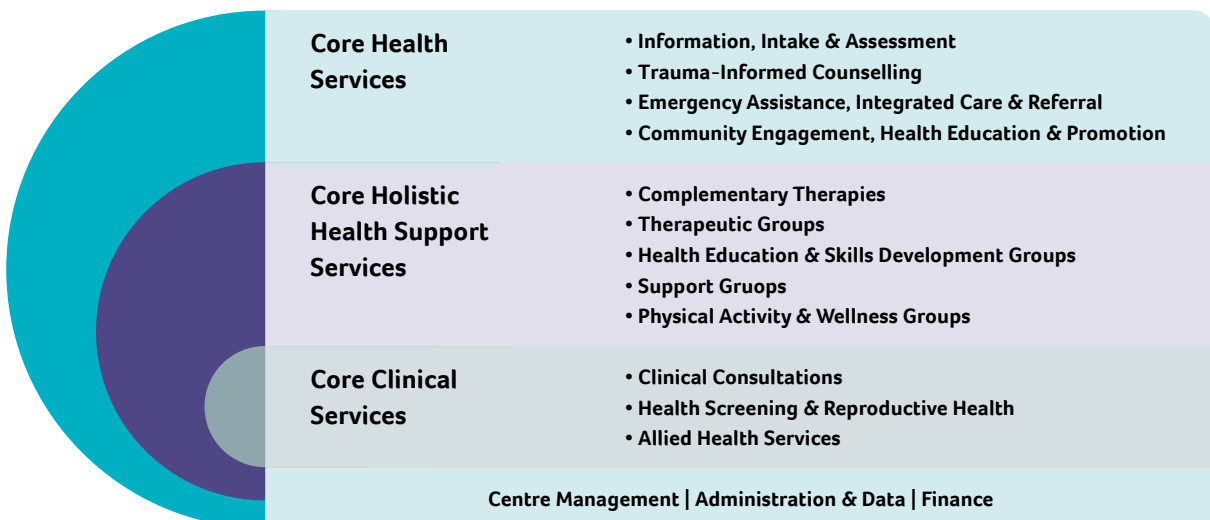 Core Health
Services
• Information, Intake & Assessment
• Trauma-Informed Counselling
• Emergency Assistance, Integrated Care & Referral
• Community Engagement, Health Education & Promotion
Core Holistic
Health Support
Services
• Complementary Therapies
• Therapeutic Groups
• Health Education & Skills Development Groups
• Support Gruops
• Physical Activity & Wellness Groups
Core Clinical
Services
• Clinical Consultations
• Health Screening & Reproductive Health
• Allied Health Services
Centre Management | Administration & Data | Finance